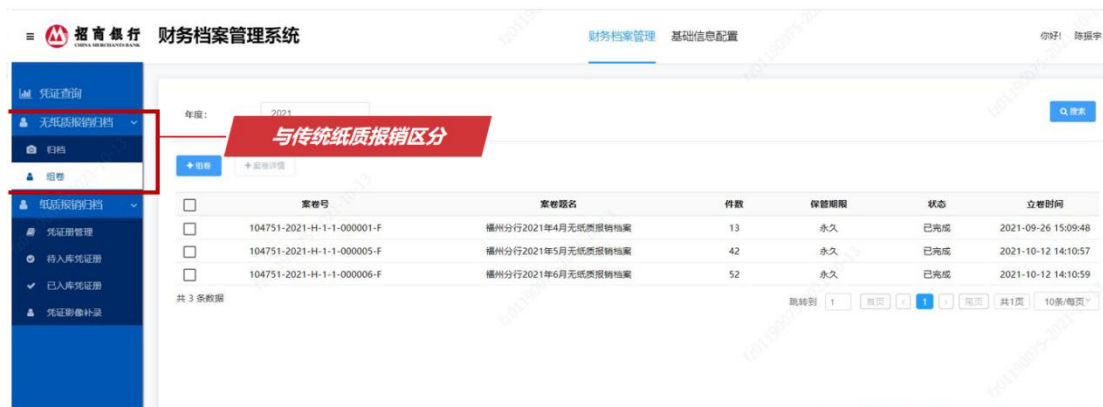 ≡ 招商银行 财务档案管理系统 财务档案管理 基础信息配置 你好! 陈振宇
CHINA MERCHANTS BANK
凭证查询
无纸质报销归档
归档
组卷
纸质报销归档
凭证册管理
待入库凭证册
已入库凭证册
凭证影像补录
年度: 2021 搜索
与传统纸质报销区分
+组卷 +案卷详情
案卷号 案卷题名 件数 保管期限 状态 立卷时间
104751-2021-H-1-1-000001-F 福州分行2021年4月无纸质报销档案 13 永久 已完成 2021-09-26 15:09:48
104751-2021-H-1-1-000005-F 福州分行2021年5月无纸质报销档案 42 永久 已完成 2021-10-12 14:10:57
104751-2021-H-1-1-000006-F 福州分行2021年6月无纸质报销档案 52 永久 已完成 2021-10-12 14:10:59
共 3 条数据 跳转到 1 首页 < 1 > 尾页 共1页 10条/每页